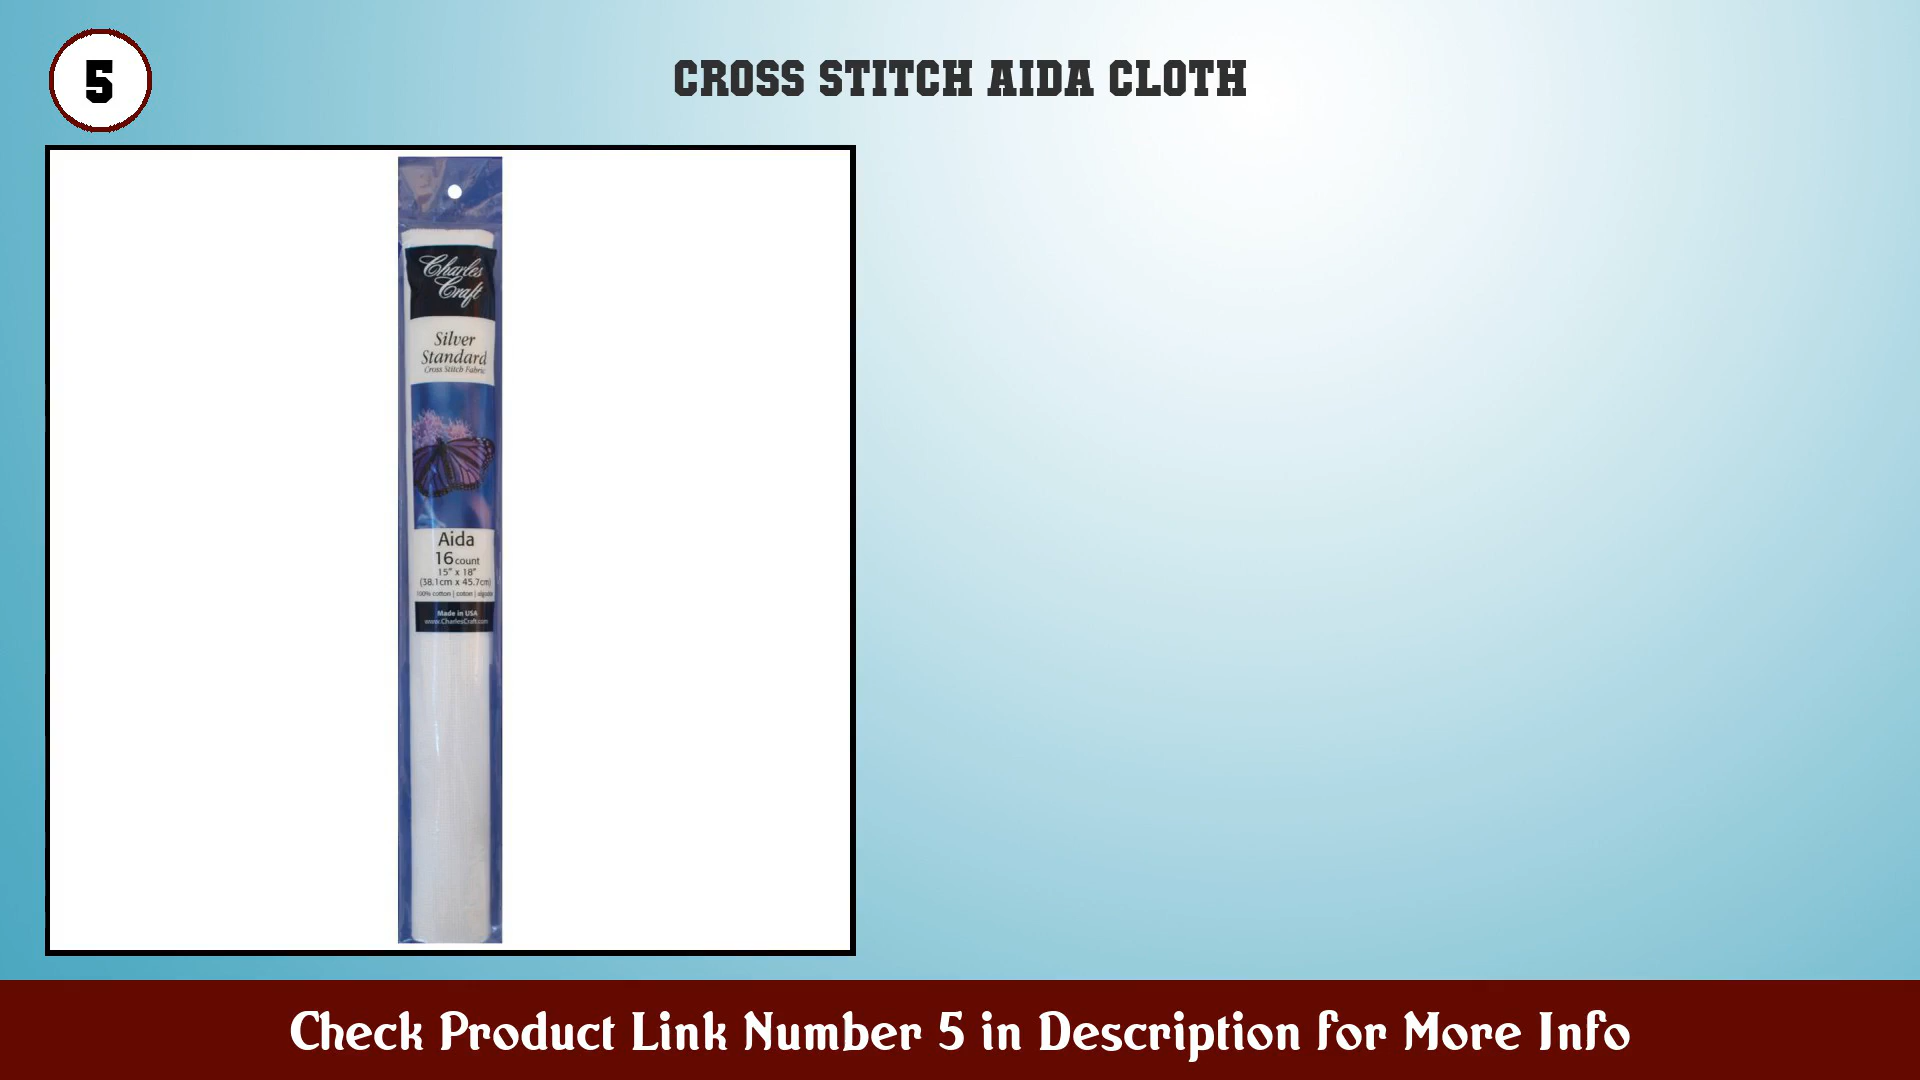 5
CROSS STITCH AIDA CLOTH
Charles
Craft
Silver
Standard
Cross Stitch Fabric
Aida
16 count
15" x 18"
(38.1cm x 45.7cm)
100% cotton | coton |
Made in USA
www.CharlesCraft.com
Check Product Link Number 5 in Description for More Info